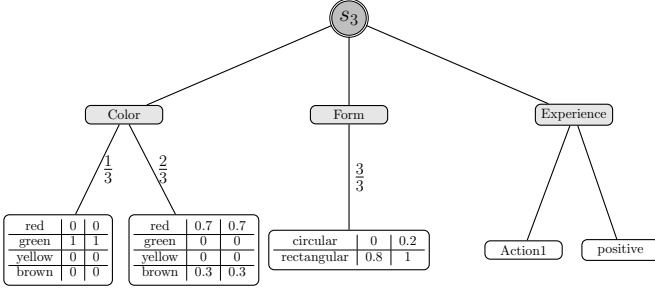 s3
Color
Form
Experience
1/3
2/3
3/3
red 0 0
green 1 1
yellow 0 0
brown 0 0
red 0.7 0.7
green 0 0
yellow 0 0
brown 0.3 0.3
circular 0 0.2
rectangular 0.8 1
Action1
positive